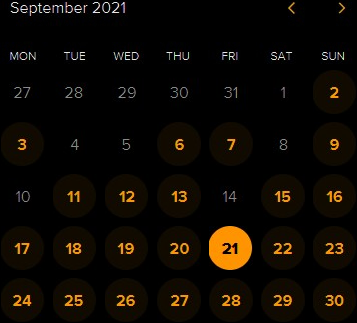 September 2021
MON TUE WED THU FRI SAT SUN
27 28 29 30 31 1 2
3 4 5 6 7 8 9
10 11 12 13 14 15 16
17 18 19 20 21 22 23
24 25 26 27 28 29 30